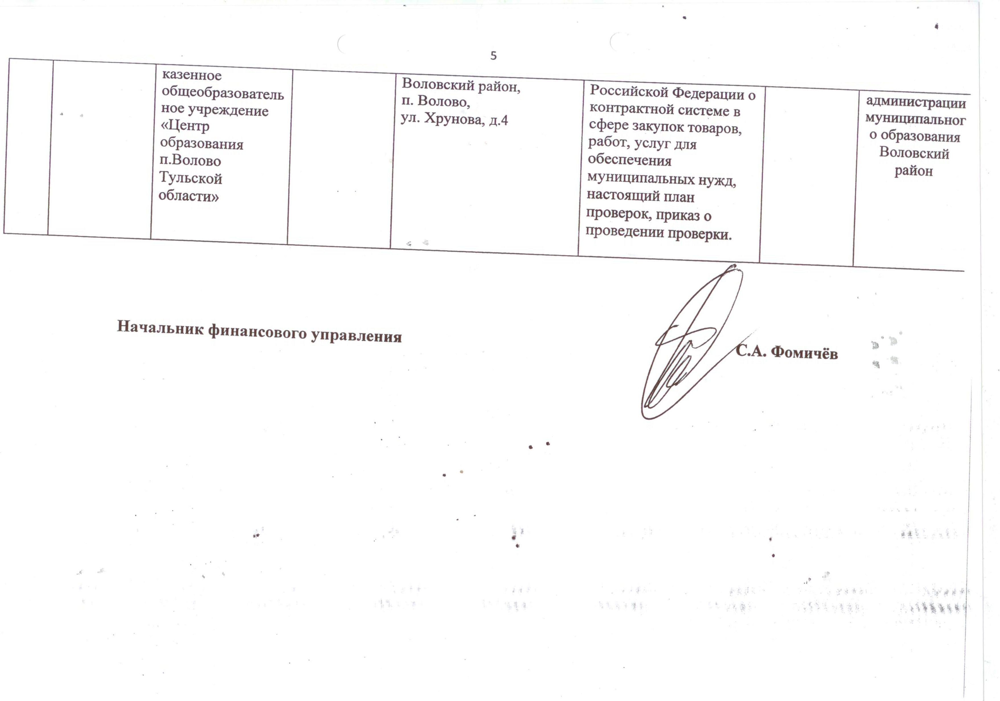 5
казенное
общеобразователь
ное учреждение
«Центр
образования
п.Волово
Тульской
области»
Воловский район,
п. Волово,
ул. Хрунова, д.4
Российской Федерации о
контрактной системе в
сфере закупок товаров,
работ, услуг для
обеспечения
муниципальных нужд,
настоящий план
проверок, приказ о
проведении проверки.
администрации
муниципальног
о образования
Воловский
район
Начальник финансового управления
С.А. Фомичёв